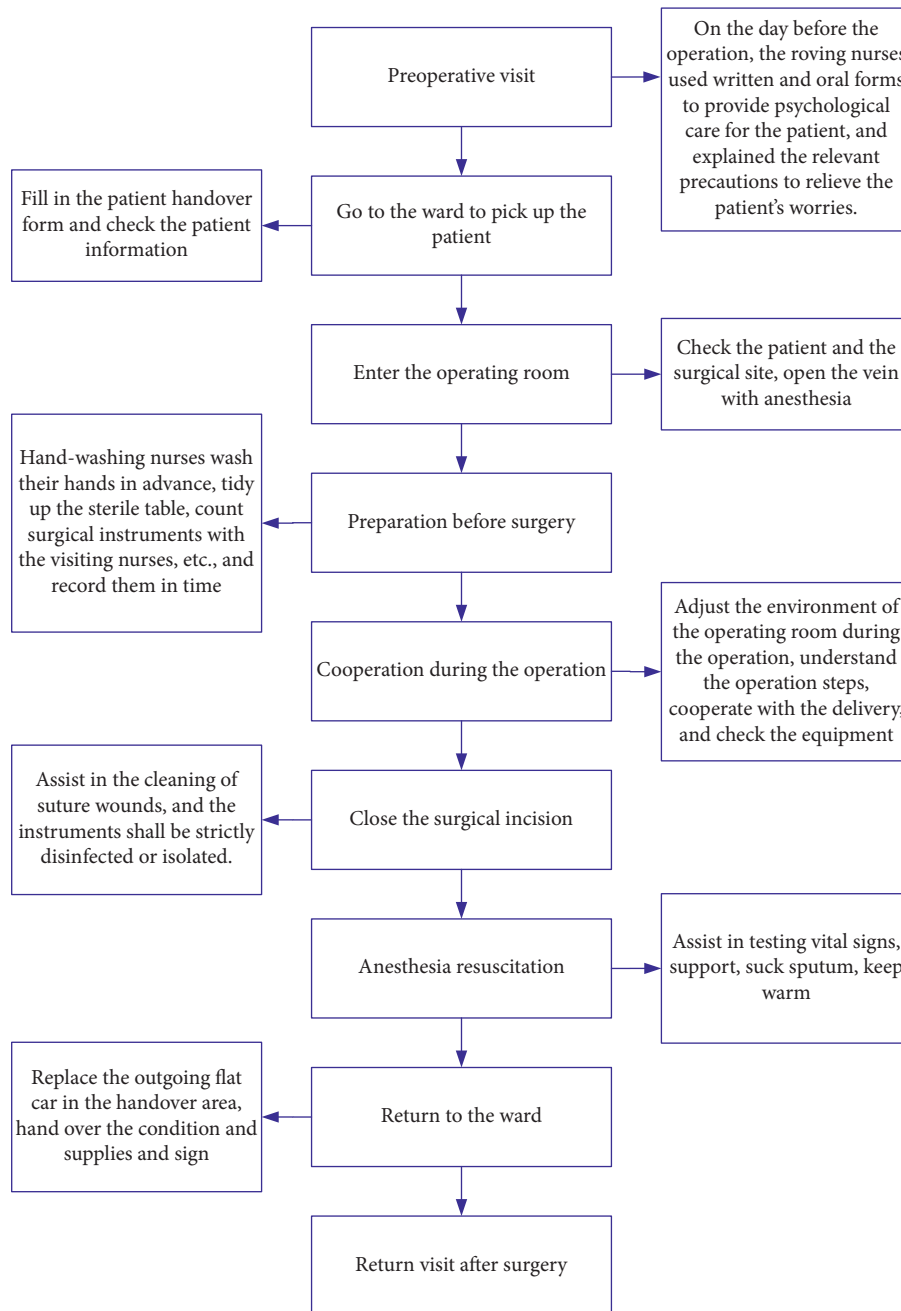 Preoperative visit
On the day before the
operation, the roving nurses
used written and oral forms
to provide psychological
care for the patient, and
explained the relevant
precautions to relieve the
patient’s worries.
Fill in the patient handover
form and check the patient
information
Go to the ward to pick up the
patient
Enter the operating room
Check the patient and the
surgical site, open the vein
with anesthesia
Hand-washing nurses wash
their hands in advance, tidy
up the sterile table, count
surgical instruments with
the visiting nurses, etc., and
record them in time
Preparation before surgery
Cooperation during the operation
Adjust the environment of
the operating room during
the operation, understand
the operation steps,
cooperate with the delivery,
and check the equipment
Assist in the cleaning of
suture wounds, and the
instruments shall be strictly
disinfected or isolated.
Close the surgical incision
Anesthesia resuscitation
Assist in testing vital signs,
support, suck sputum, keep
warm
Replace the outgoing flat
car in the handover area,
hand over the condition and
supplies and sign
Return to the ward
Return visit after surgery